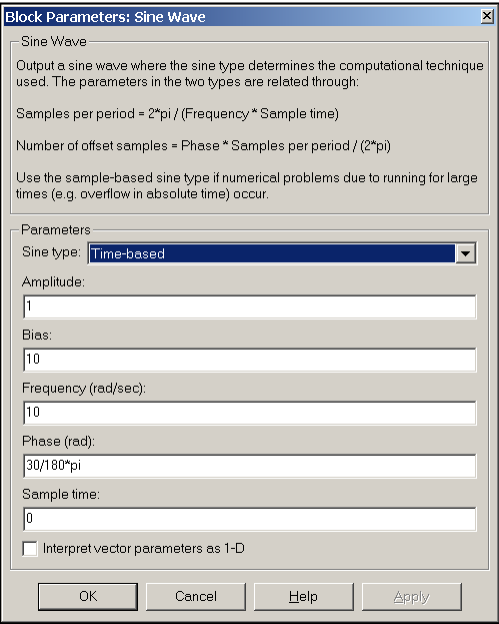 Block Parameters: Sine Wave
Sine Wave
Output a sine wave where the sine type determines the computational technique
used. The parameters in the two types are related through:
Samples per period = 2*pi / (Frequency * Sample time)
Number of offset samples = Phase * Samples per period / (2*pi)
Use the sample-based sine type if numerical problems due to running for large
times (e.g. overflow in absolute time) occur.
Parameters
Sine type: Time-based
Amplitude:
1
Bias:
10
Frequency (rad/sec):
10
Phase (rad):
30/180*pi
Sample time:
0
Interpret vector parameters as 1-D
OK Cancel Help Apply